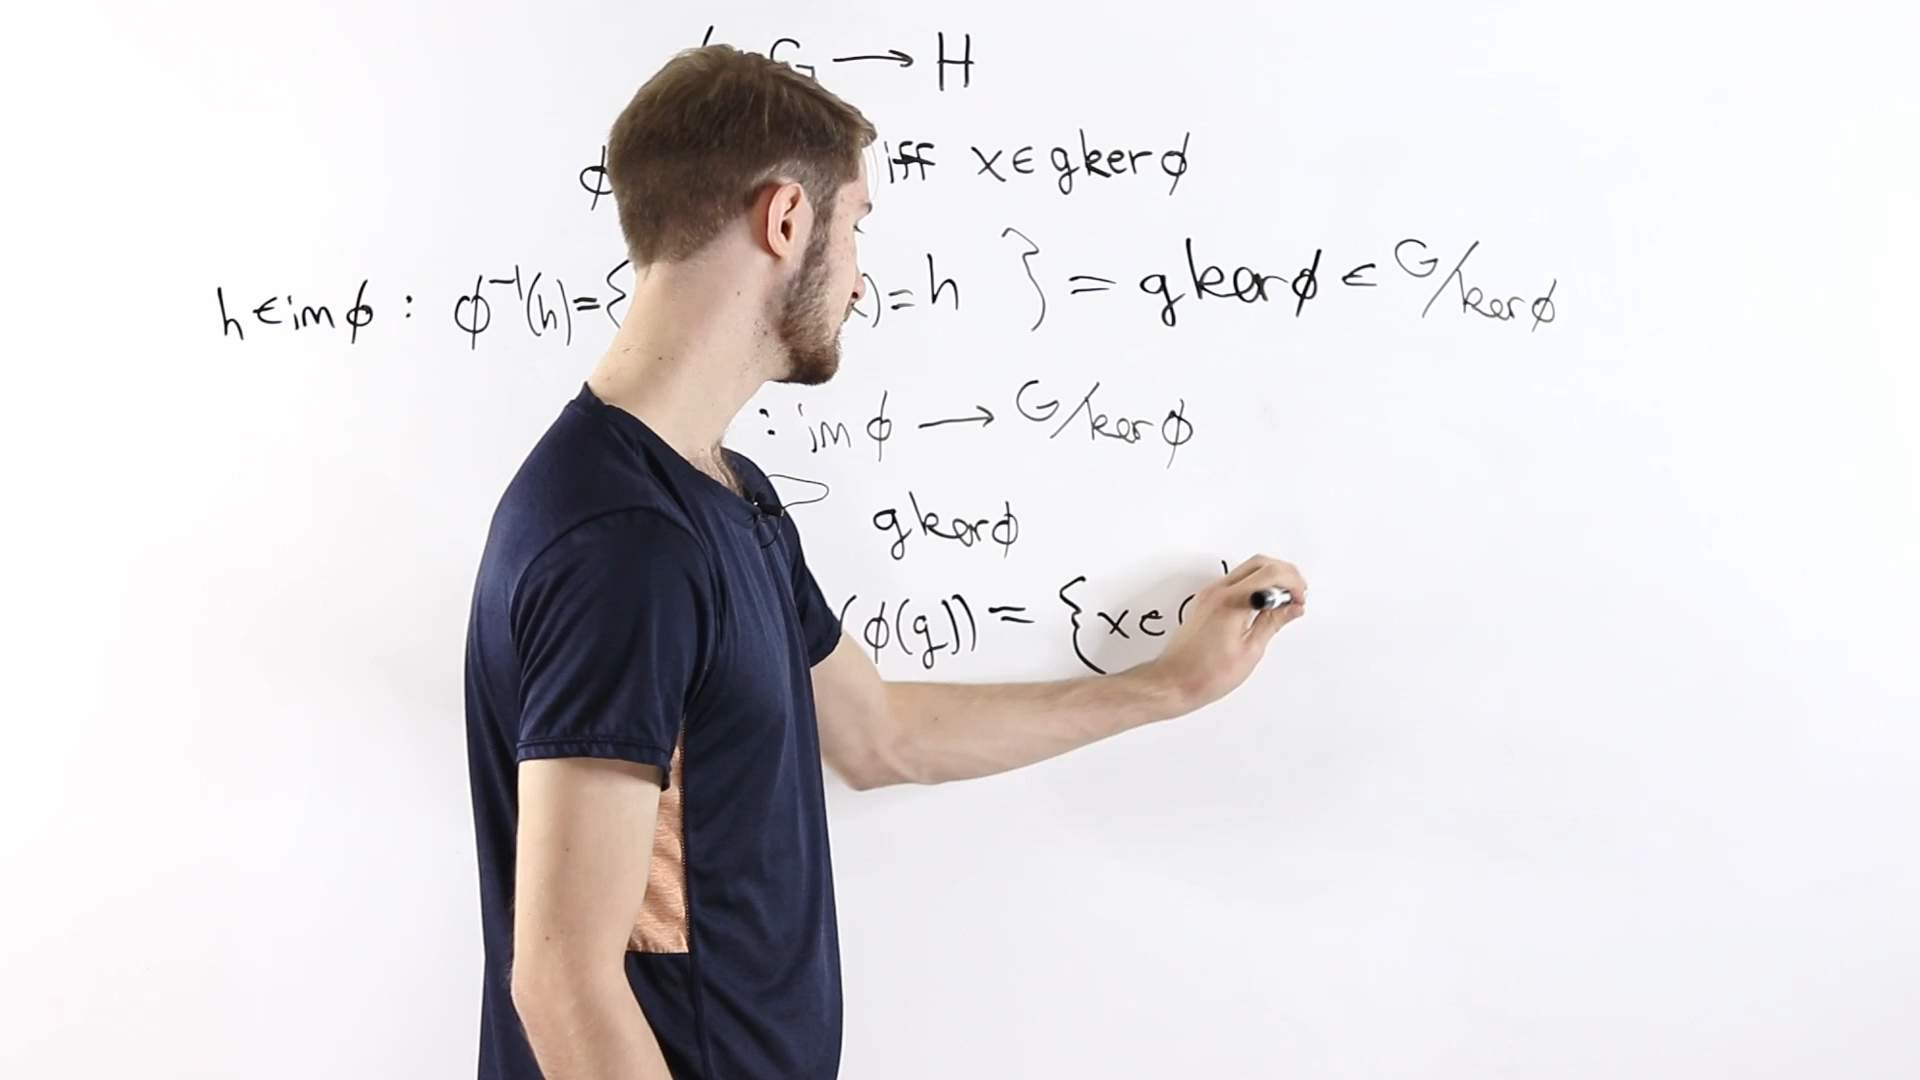 G → H
ϕ iff x ∈ g ker ϕ
h ∈ im ϕ : ϕ⁻¹(h) = { ) = h } = g ker ϕ ∈ G/ker ϕ
: im ϕ → G/ker ϕ
g ker ϕ
(ϕ(g)) = {x ∈